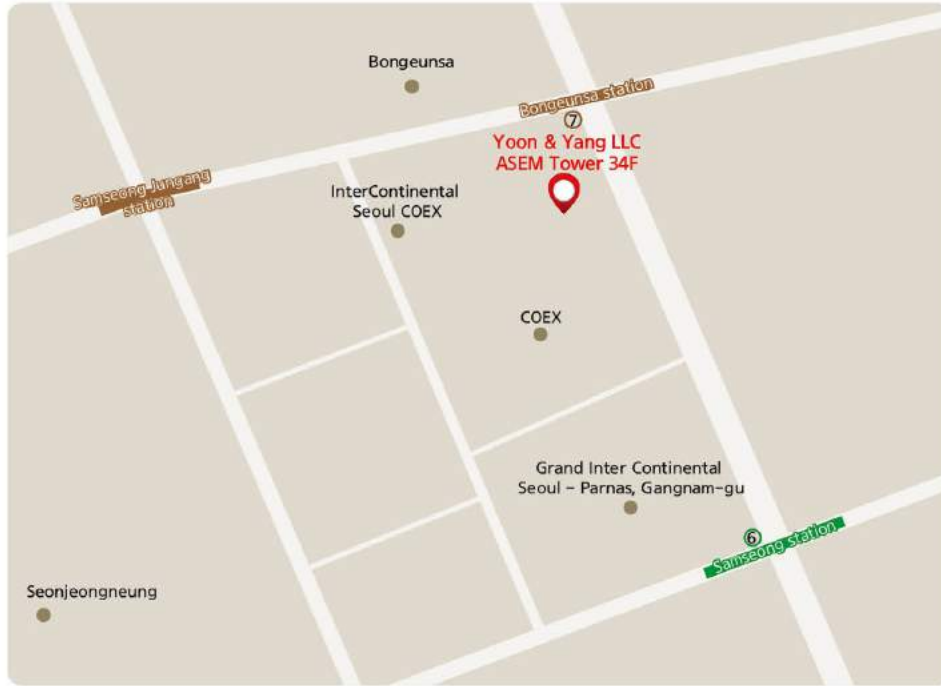 Bongeunsa
Bongeunsa station
⑦
Yoon & Yang LLC
ASEM Tower 34F
Samseong Jungang
station
InterContinental
Seoul COEX
COEX
Grand Inter Continental
Seoul - Parnas, Gangnam-gu
⑥
Samseong station
Seonjeongneung